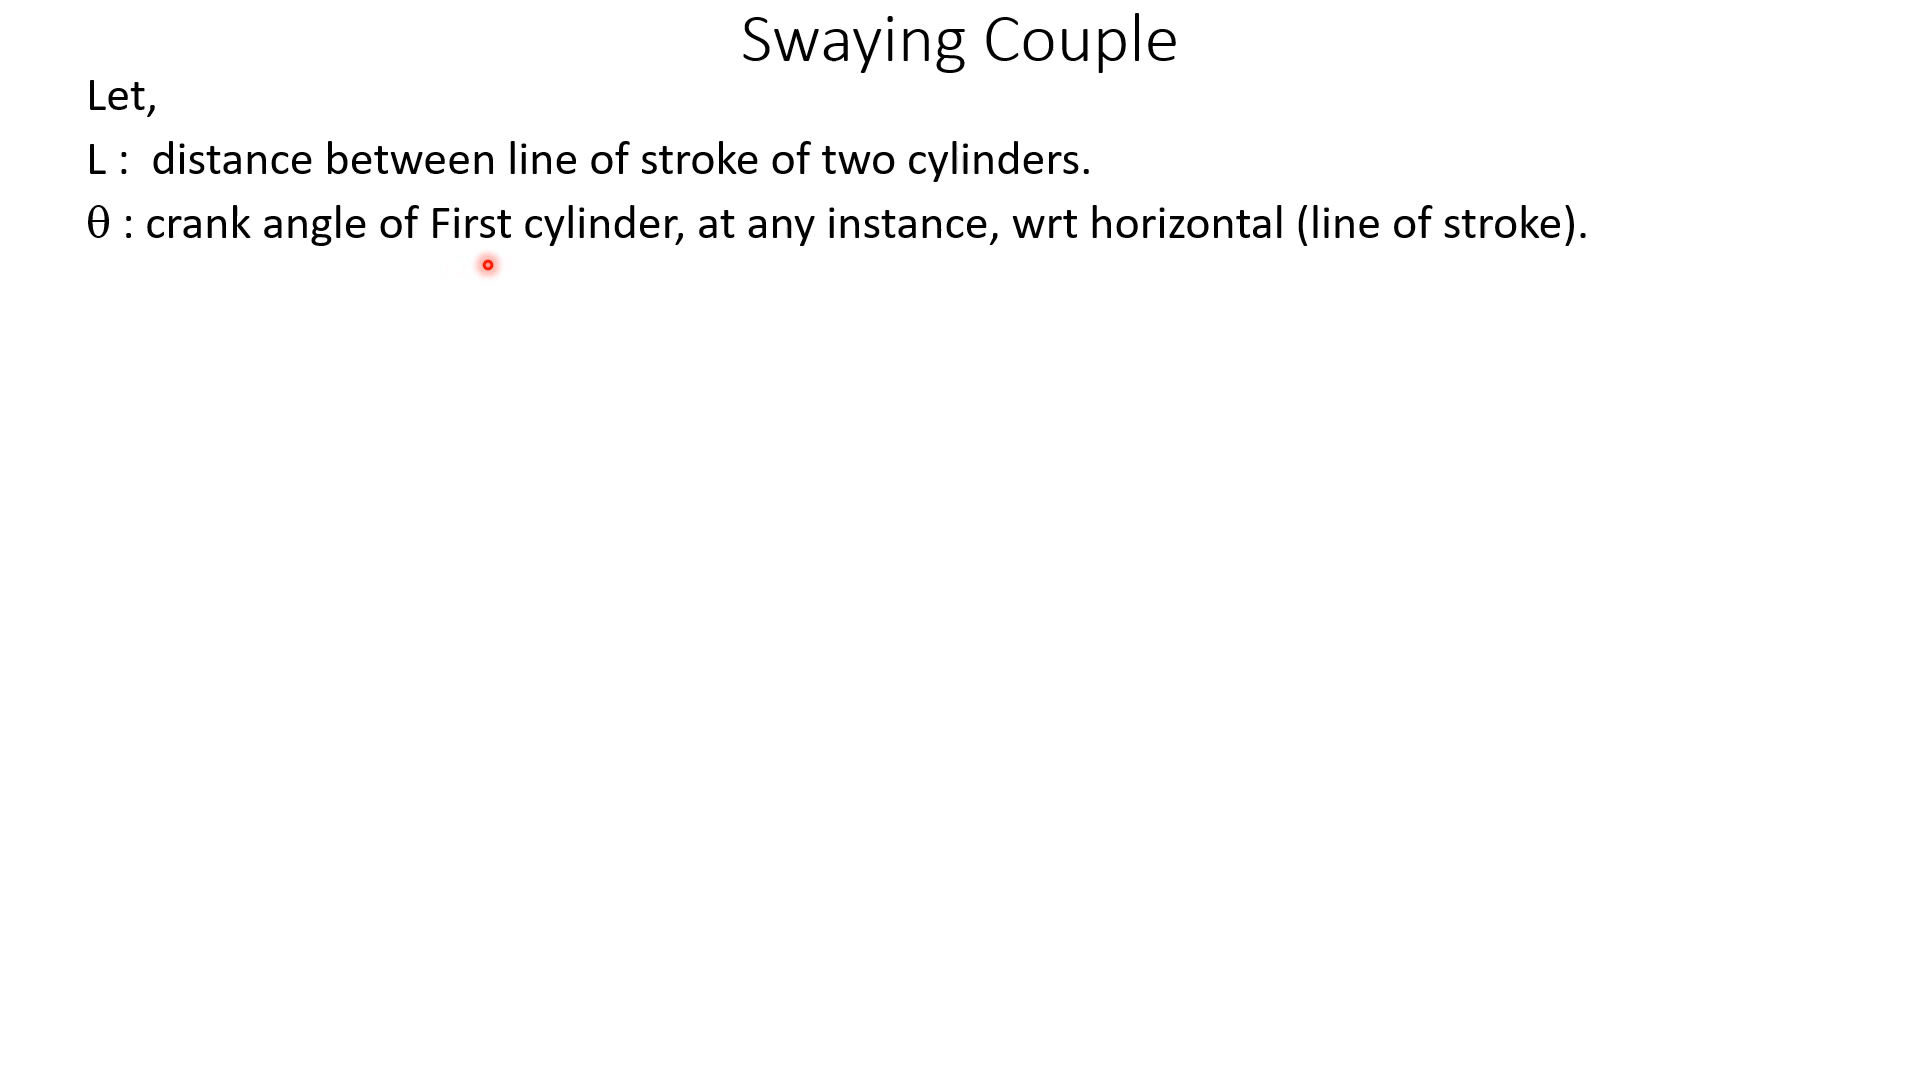 Swaying Couple
Let,
L :  distance between line of stroke of two cylinders.
θ : crank angle of First cylinder, at any instance, wrt horizontal (line of stroke).